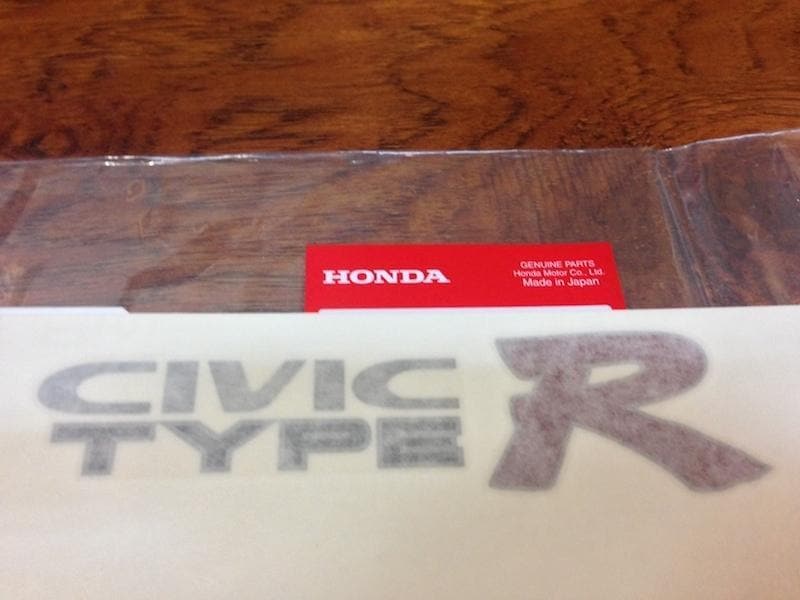 HONDA
GENUINE PARTS
Honda Motor Co., Ltd.
Made in Japan
CIVIC
TYPE R